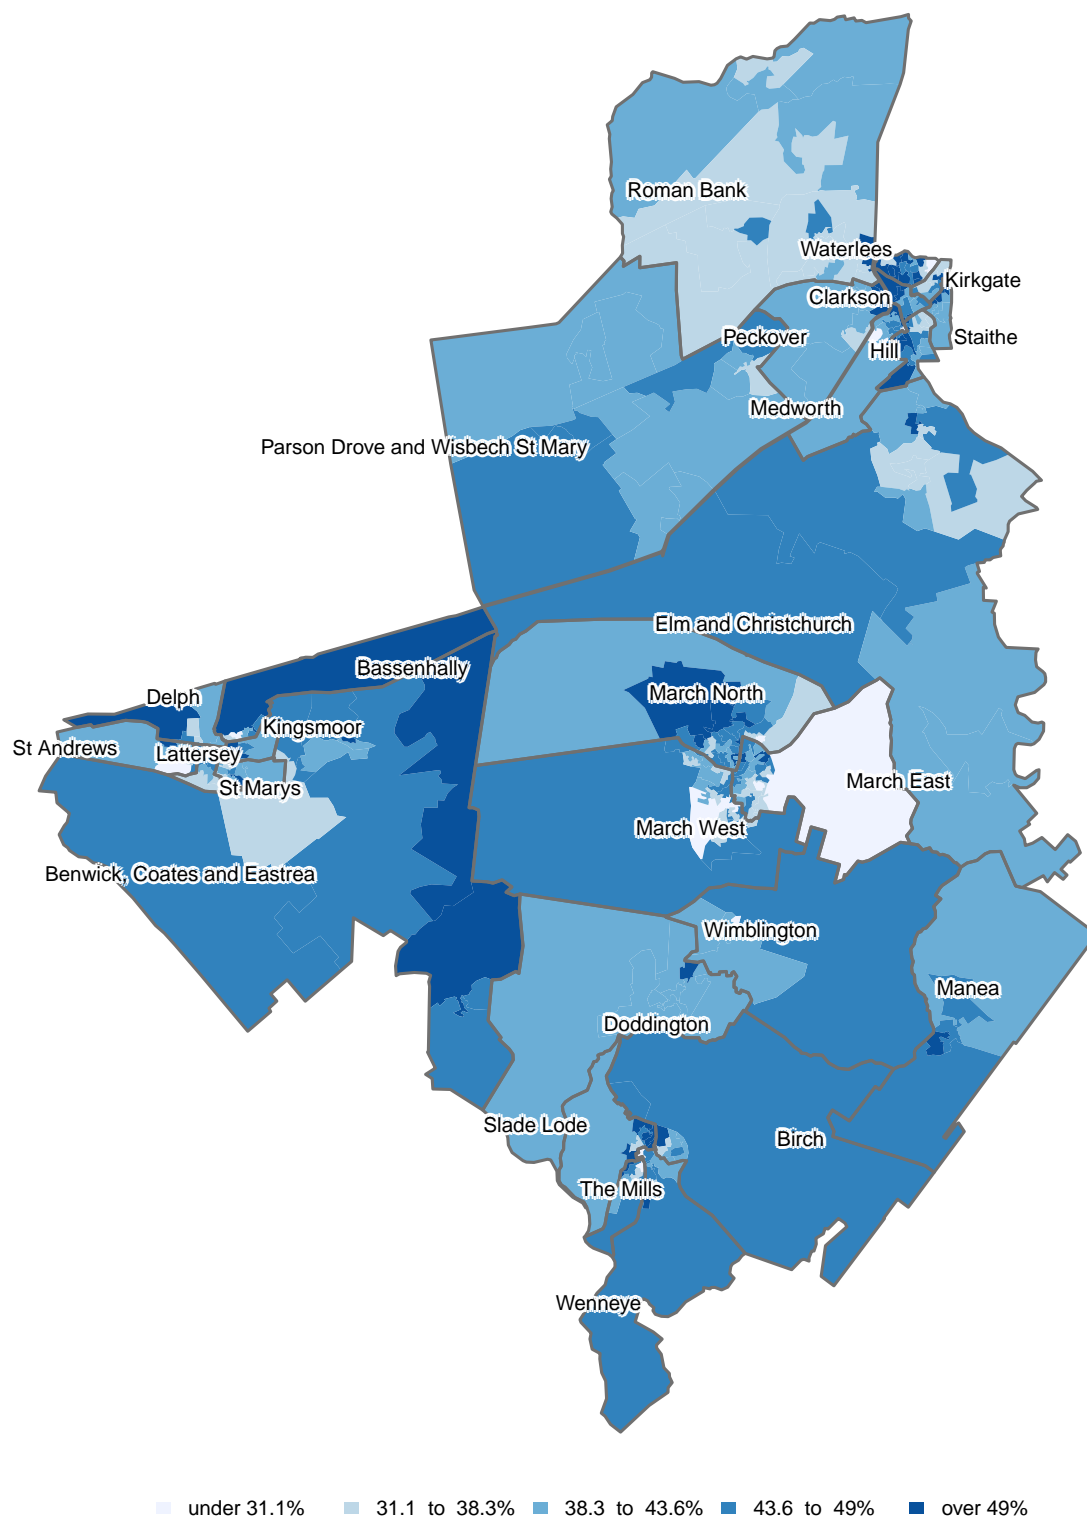 Roman Bank
Waterlees
Kirkgate
Clarkson
Peckover
Staithe
Hill
Medworth
Parson Drove and Wisbech St Mary
Elm and Christchurch
Bassenhally
March North
Delph
Kingsmoor
St Andrews
Lattersey
March East
St Marys
March West
Benwick, Coates and Eastrea
Wimblington
Manea
Doddington
Slade Lode
Birch
The Mills
Wenneye
under 31.1% 31.1 to 38.3% 38.3 to 43.6% 43.6 to 49% over 49%